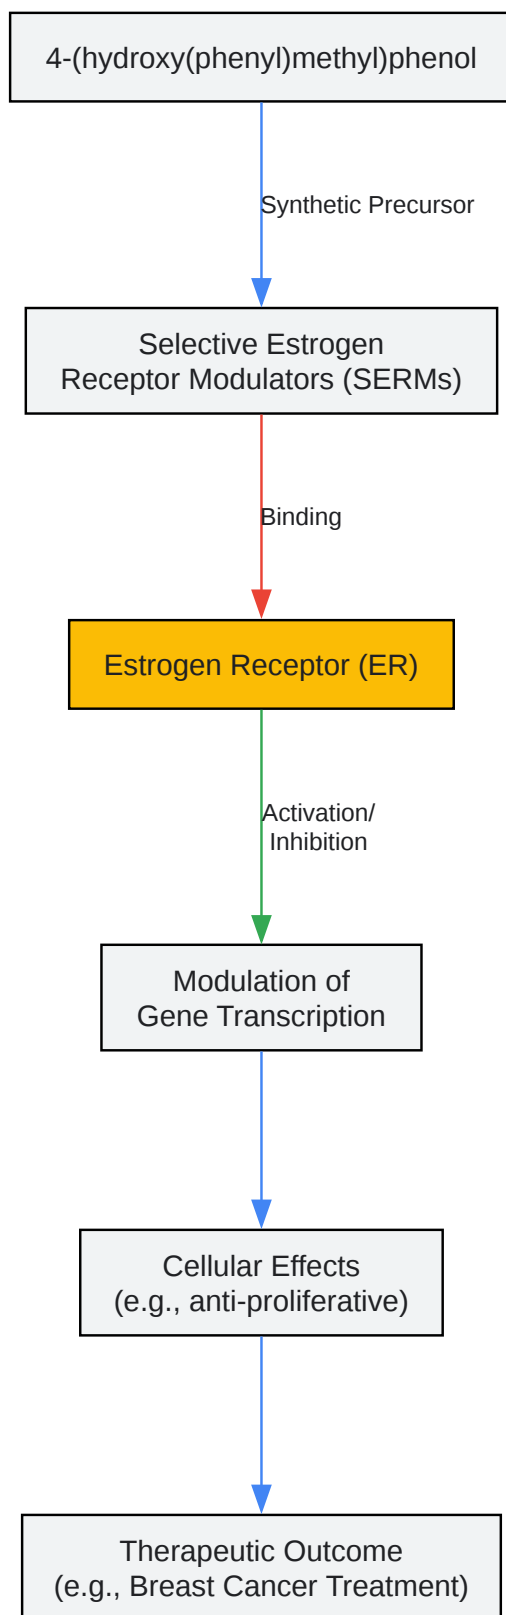 4-(hydroxy(phenyl)methyl)phenol
Synthetic Precursor
Selective Estrogen
Receptor Modulators (SERMs)
Binding
Estrogen Receptor (ER)
Activation/
Inhibition
Modulation of
Gene Transcription
Cellular Effects
(e.g., anti-proliferative)
Therapeutic Outcome
(e.g., Breast Cancer Treatment)